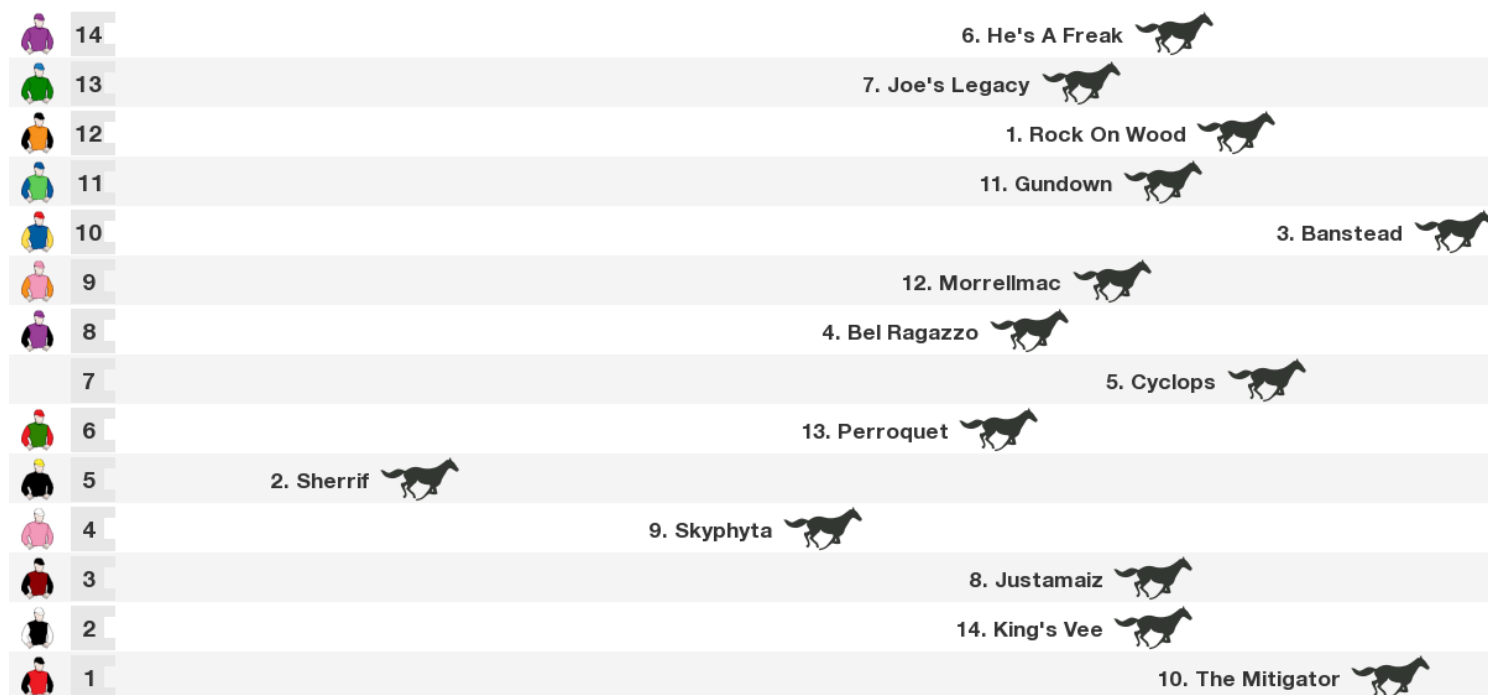 14 6. He's A Freak
13 7. Joe's Legacy
12 1. Rock On Wood
11 11. Gundown
10 3. Banstead
9 12. Morrellmac
8 4. Bel Ragazzo
7 5. Cyclops
6 13. Perroquet
5 2. Sherrif
4 9. Skyphyta
3 8. Justamaiz
2 14. King's Vee
1 10. The Mitigator